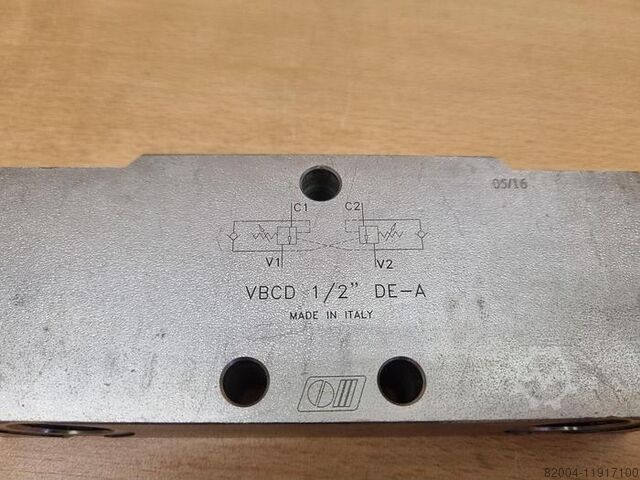 05/16
C1 C2
V1 V2
VBCD 1/2” DE-A
MADE IN ITALY
82004-11917100